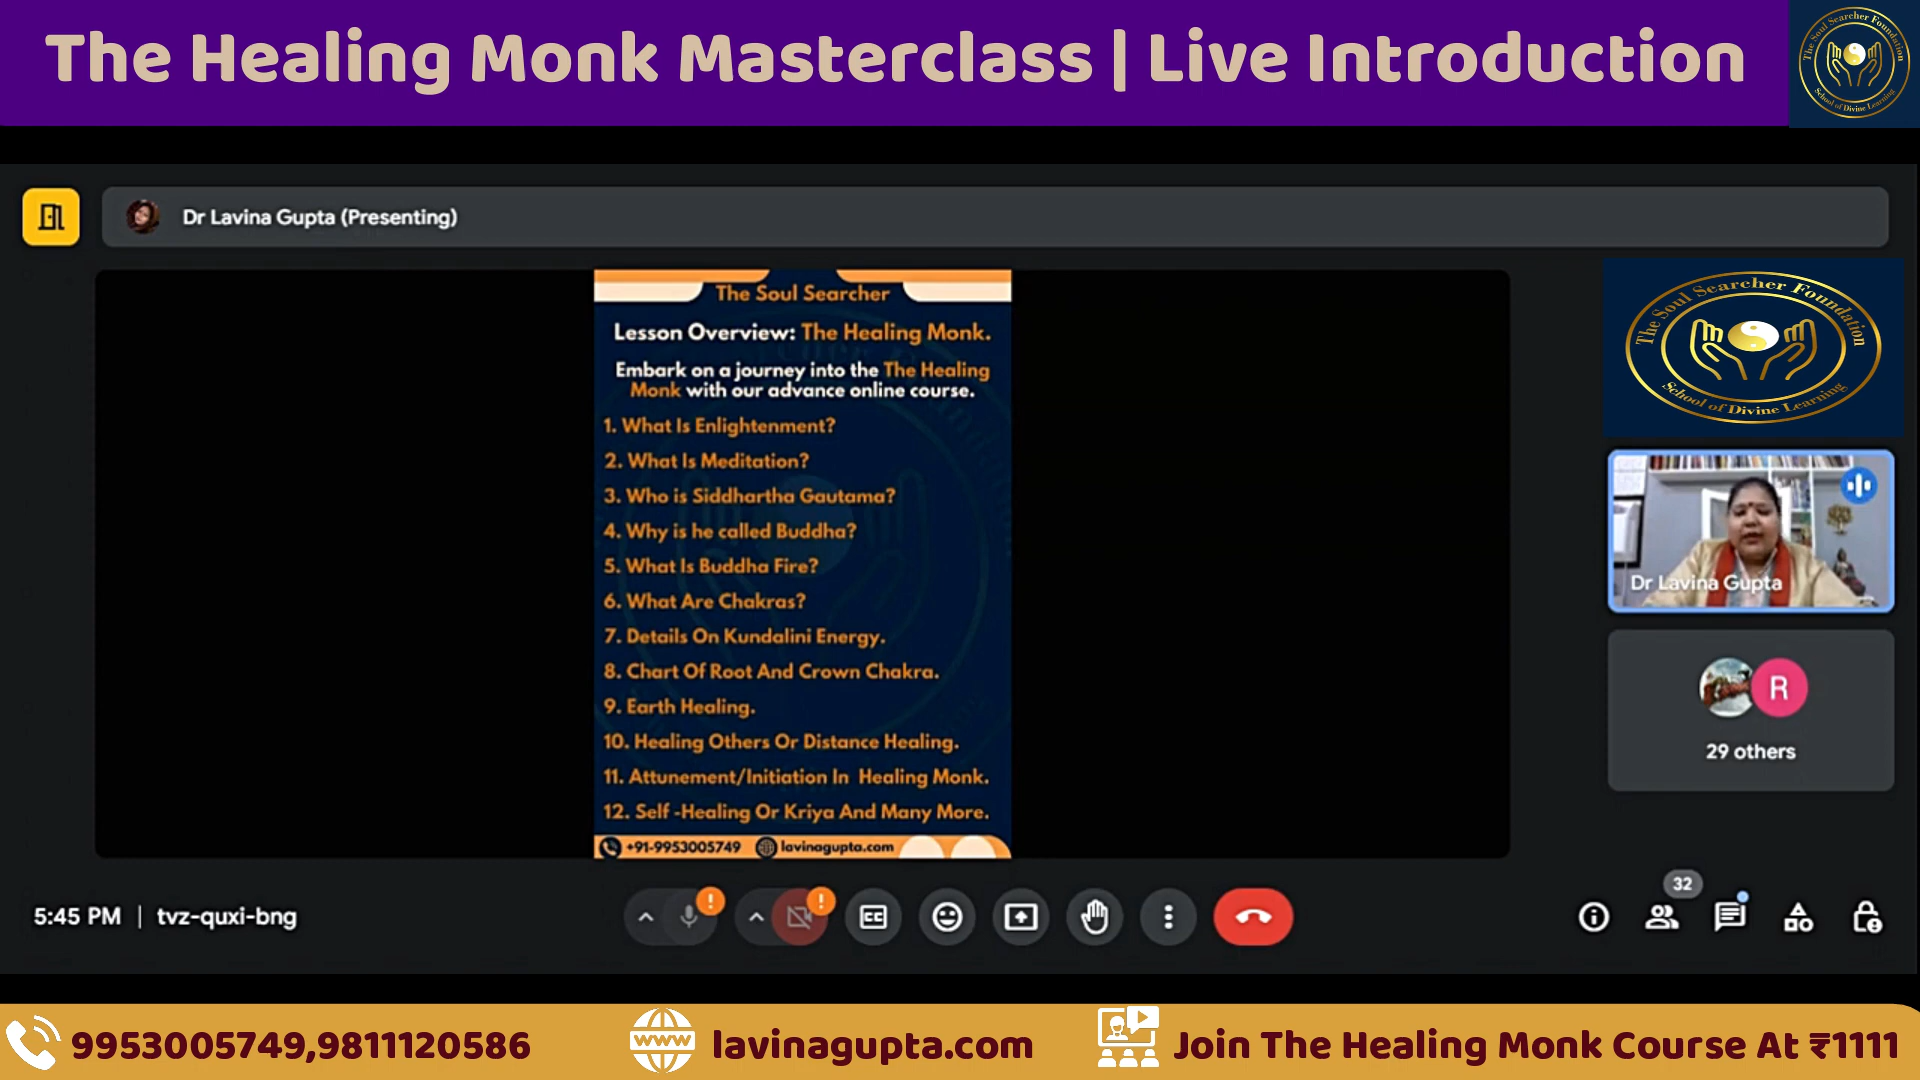 The Healing Monk Masterclass | Live Introduction
The Soul Searcher Foundation
School of Divine Learning
Dr Lavina Gupta (Presenting)
The Soul Searcher
Lesson Overview: The Healing Monk.
Embark on a journey into the The Healing
Monk with our advance online course.
1. What Is Enlightenment?
2. What Is Meditation?
3. Who is Siddhartha Gautama?
4. Why is he called Buddha?
5. What Is Buddha Fire?
6. What Are Chakras?
7. Details On Kundalini Energy.
8. Chart Of Root And Crown Chakra.
9. Earth Healing.
10. Healing Others Or Distance Healing.
11. Attunement/Initiation In Healing Monk.
12. Self -Healing Or Kriya And Many More.
+91-9953005749 lavinagupta.com
The Soul Searcher Foundation
School of Divine Learning
Dr Lavina Gupta
R
29 others
5:45 PM | tvz-quxi-bng
CC
32
9953005749,9811120586
www
lavinagupta.com
Join The Healing Monk Course At ₹1111